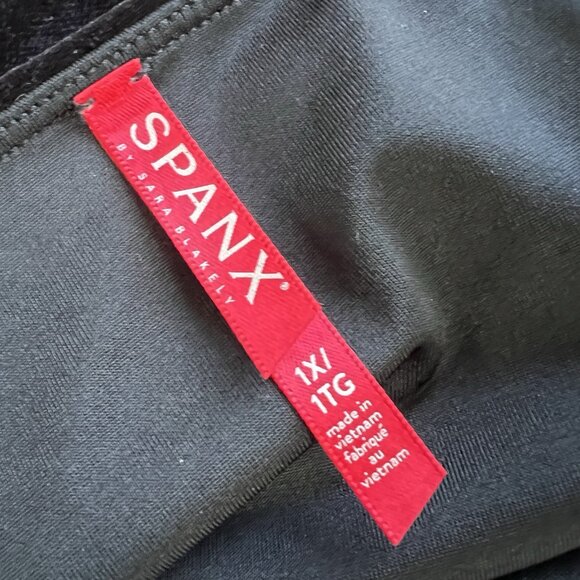 SPANX®
BY SARA BLAKELY
1X/
1TG
made in
vietnam
fabriqué
au
vietnam